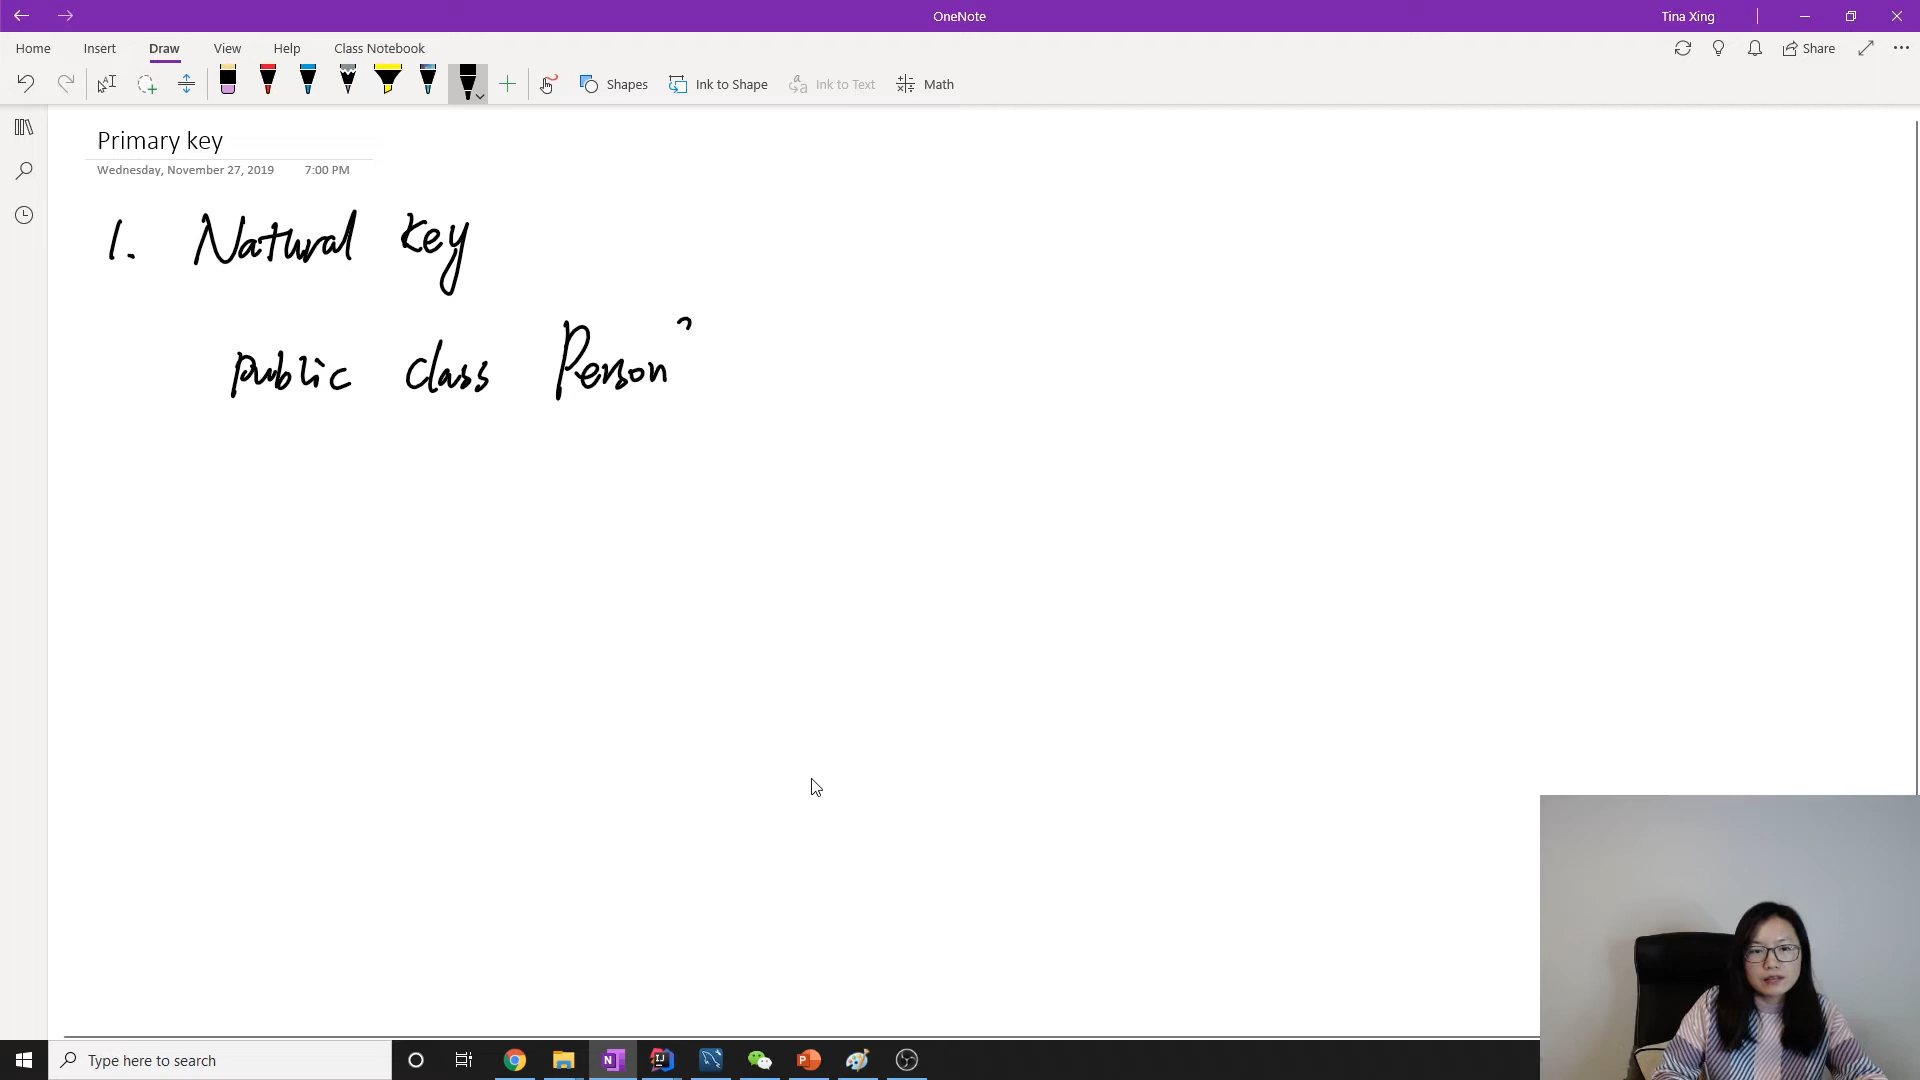 OneNote
Tina Xing
Home Insert Draw View Help Class Notebook
Share
Shapes Ink to Shape Ink to Text Math
Primary key
Wednesday, November 27, 2019 7:00 PM
1. Natural Key
public class Person
Type here to search